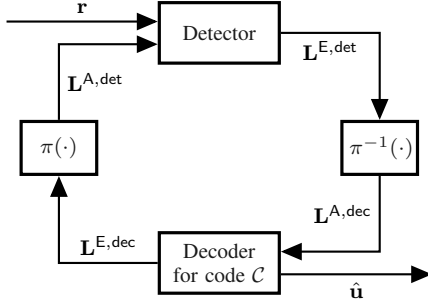 r
Detector
L^{A,det}
L^{E,det}
π(·)
π^{-1}(·)
L^{A,dec}
L^{E,dec}
Decoder
for code 𝒞
û